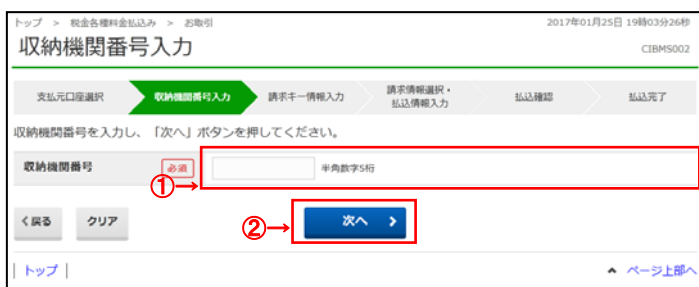 トップ > 税金各種料金払込み > お取引
2017年01月25日 19時03分26秒
収納機関番号入力
CIBMS002
支払元口座選択
収納機関番号入力
請求キー情報入力
請求情報選択・
払込情報入力
払込確認
払込完了
収納機関番号を入力し、「次へ」ボタンを押してください。
収納機関番号 必須 半角数字5桁
①→
く戻る クリア ②→ 次へ >
| トップ | ページ上部へ